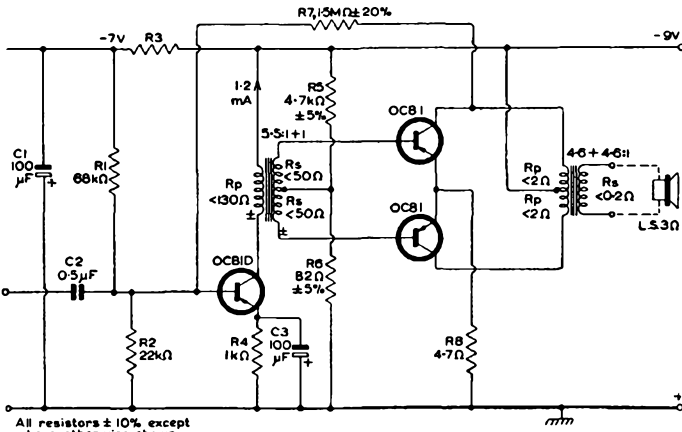 R7,1·5MΩ±20%
-7V
R3
-9V
1·2
mA
R5
4·7kΩ
±5%
OC81
C1
100
μF
+
R1
68kΩ
5·5:1+1
Rp
<130Ω
±
Rs
<50Ω
Rs
<50Ω
±
4·6+4·6:1
Rp
<2Ω
Rp
<2Ω
Rs
<0·2Ω
L.S.3Ω
OC81
C2
0·5μF
OC81D
R6
82Ω
±5%
R2
22kΩ
R4
1kΩ
C3
100
μF
+
R8
4·7Ω
+
All resistors ±10% except